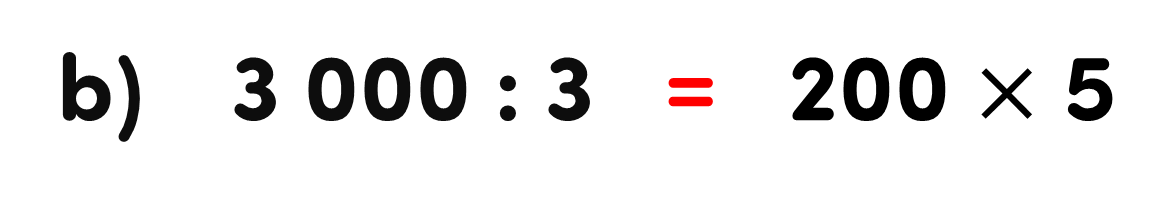 b) 3 000 : 3 = 200 × 5